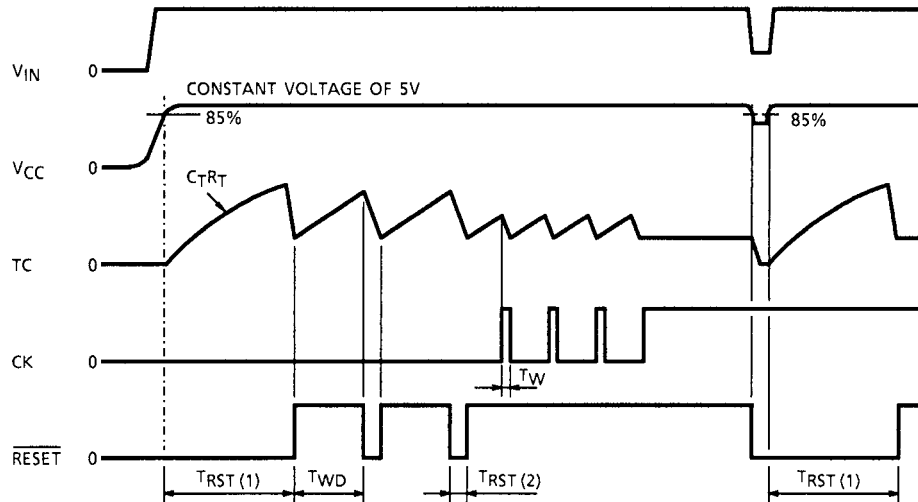 VIN 0
CONSTANT VOLTAGE OF 5V
85% 85%
VCC 0
CTRT
TC 0
CK 0
TW
RESET 0
TRST (1) TWD TRST (2) TRST (1)